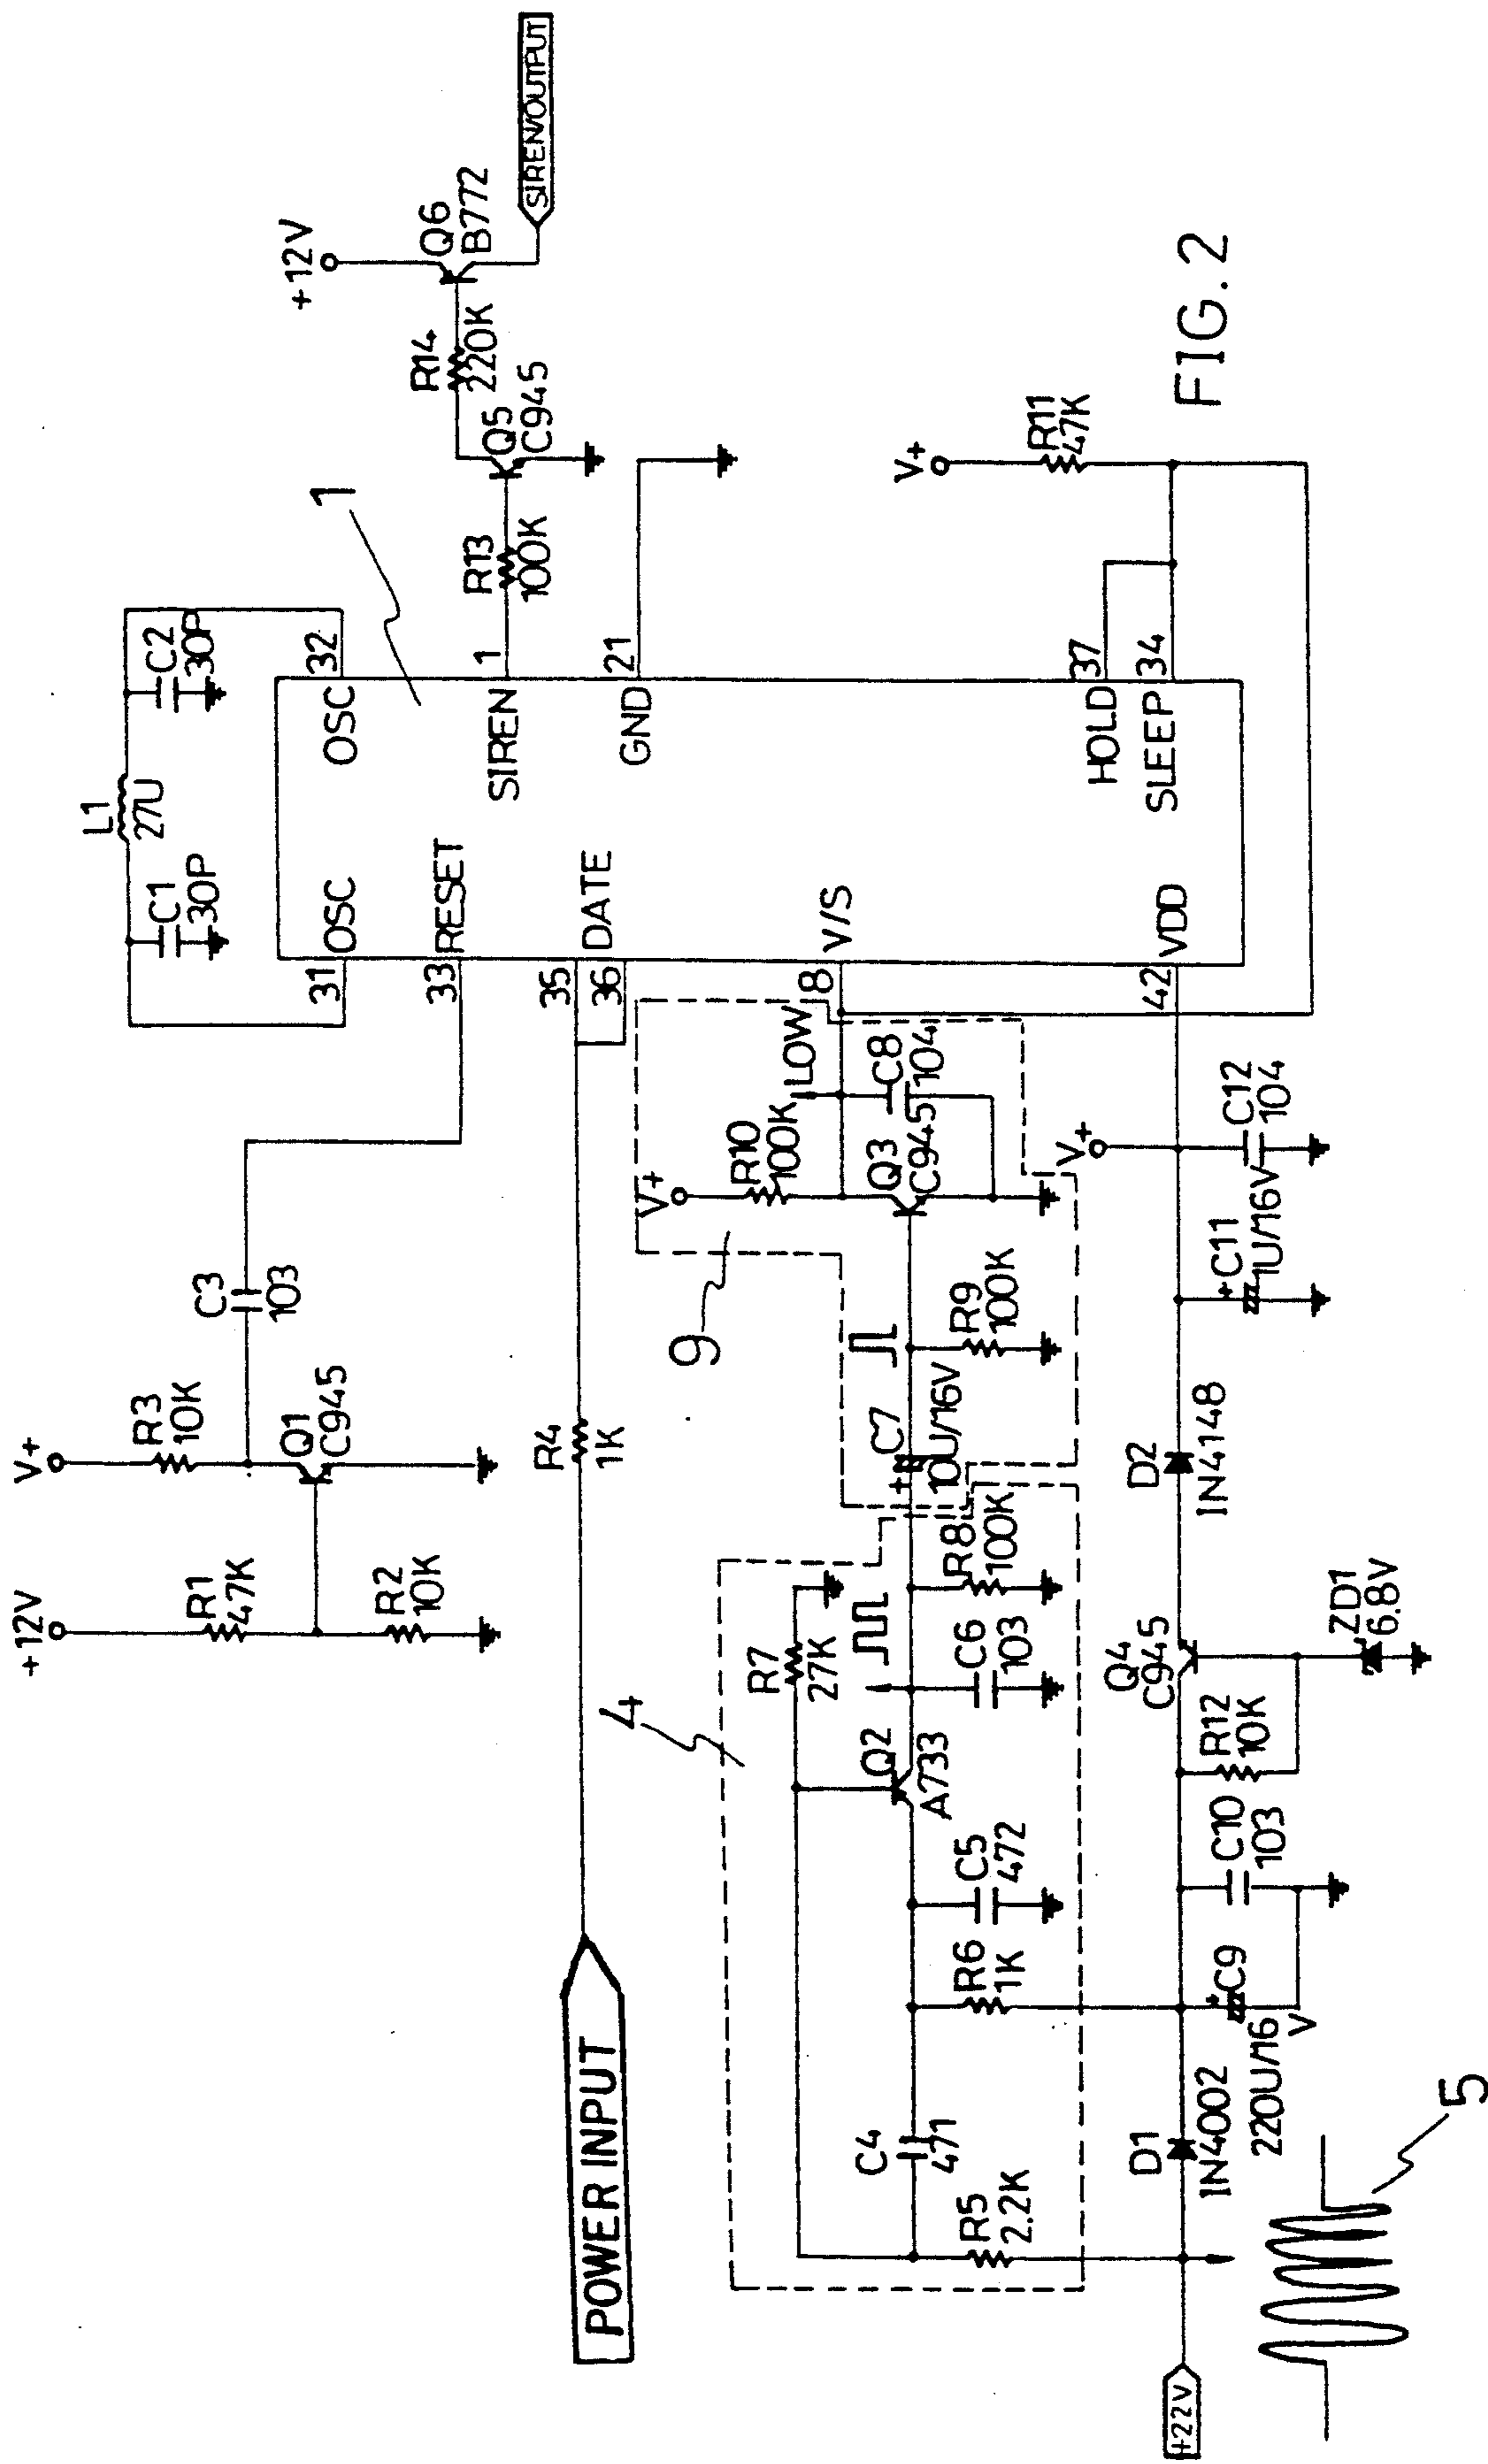 +12V
R1
47K
R2
10K
V+
R3
10K
Q1
C945
C3
103
L1
27U
C1
30P
C2
30P
31
OSC
33
RESET
35
36
DATE
8
V/S
42
VDD
OSC
32
SIREN
1
GND
21
HOLD
37
SLEEP
34
1
R13
100K
Q5
C945
R14
220K
+12V
Q6
B772
SIREN/OUTPUT
V+
R11
47K
POWER INPUT
R4
1K
4
R7
27K
C4
471
R5
2.2K
R6
1K
C5
472
Q2
A733
C6
103
R8
100K
9
C7
10U/16V
R9
100K
V+
R10
100K
LOW
Q3
C945
C8
104
+22V
D1
IN4002
C9
220U/16
V
C10
103
R12
10K
Q4
C945
ZD1
6.8V
D2
IN4148
C11
1U/16V
V+
C12
104
5
FIG. 2